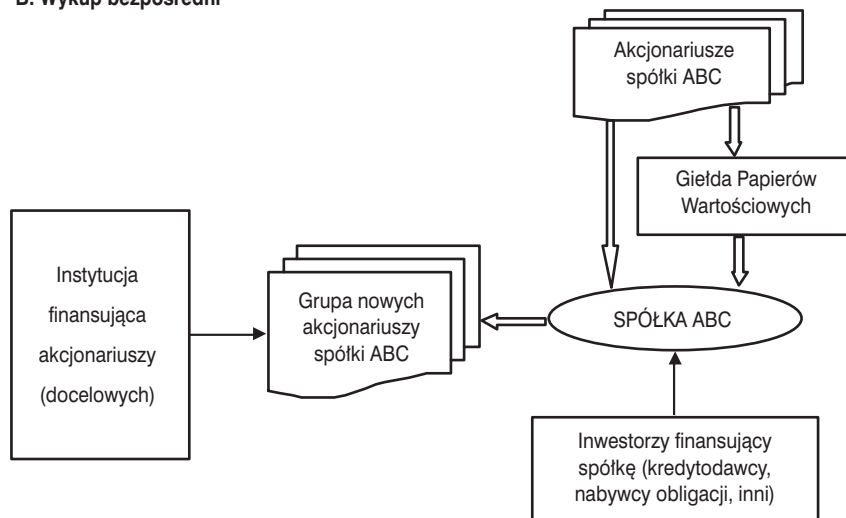 B. Wykup bezpośredni
Akcjonariusze
spółki ABC
Giełda Papierów
Wartościowych
Instytucja
finansująca
akcjonariuszy
(docelowych)
Grupa nowych
akcjonariuszy
spółki ABC
SPÓŁKA ABC
Inwestorzy finansujący
spółkę (kredytodawcy,
nabywcy obligacji, inni)